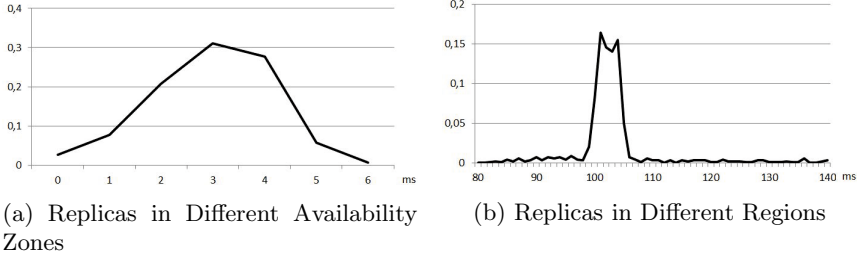 0,4
0,3
0,2
0,1
0
0 1 2 3 4 5 6 ms
(a) Replicas in Different Availability
Zones
0,2
0,15
0,1
0,05
0
80 90 100 110 120 130 140 ms
(b) Replicas in Different Regions